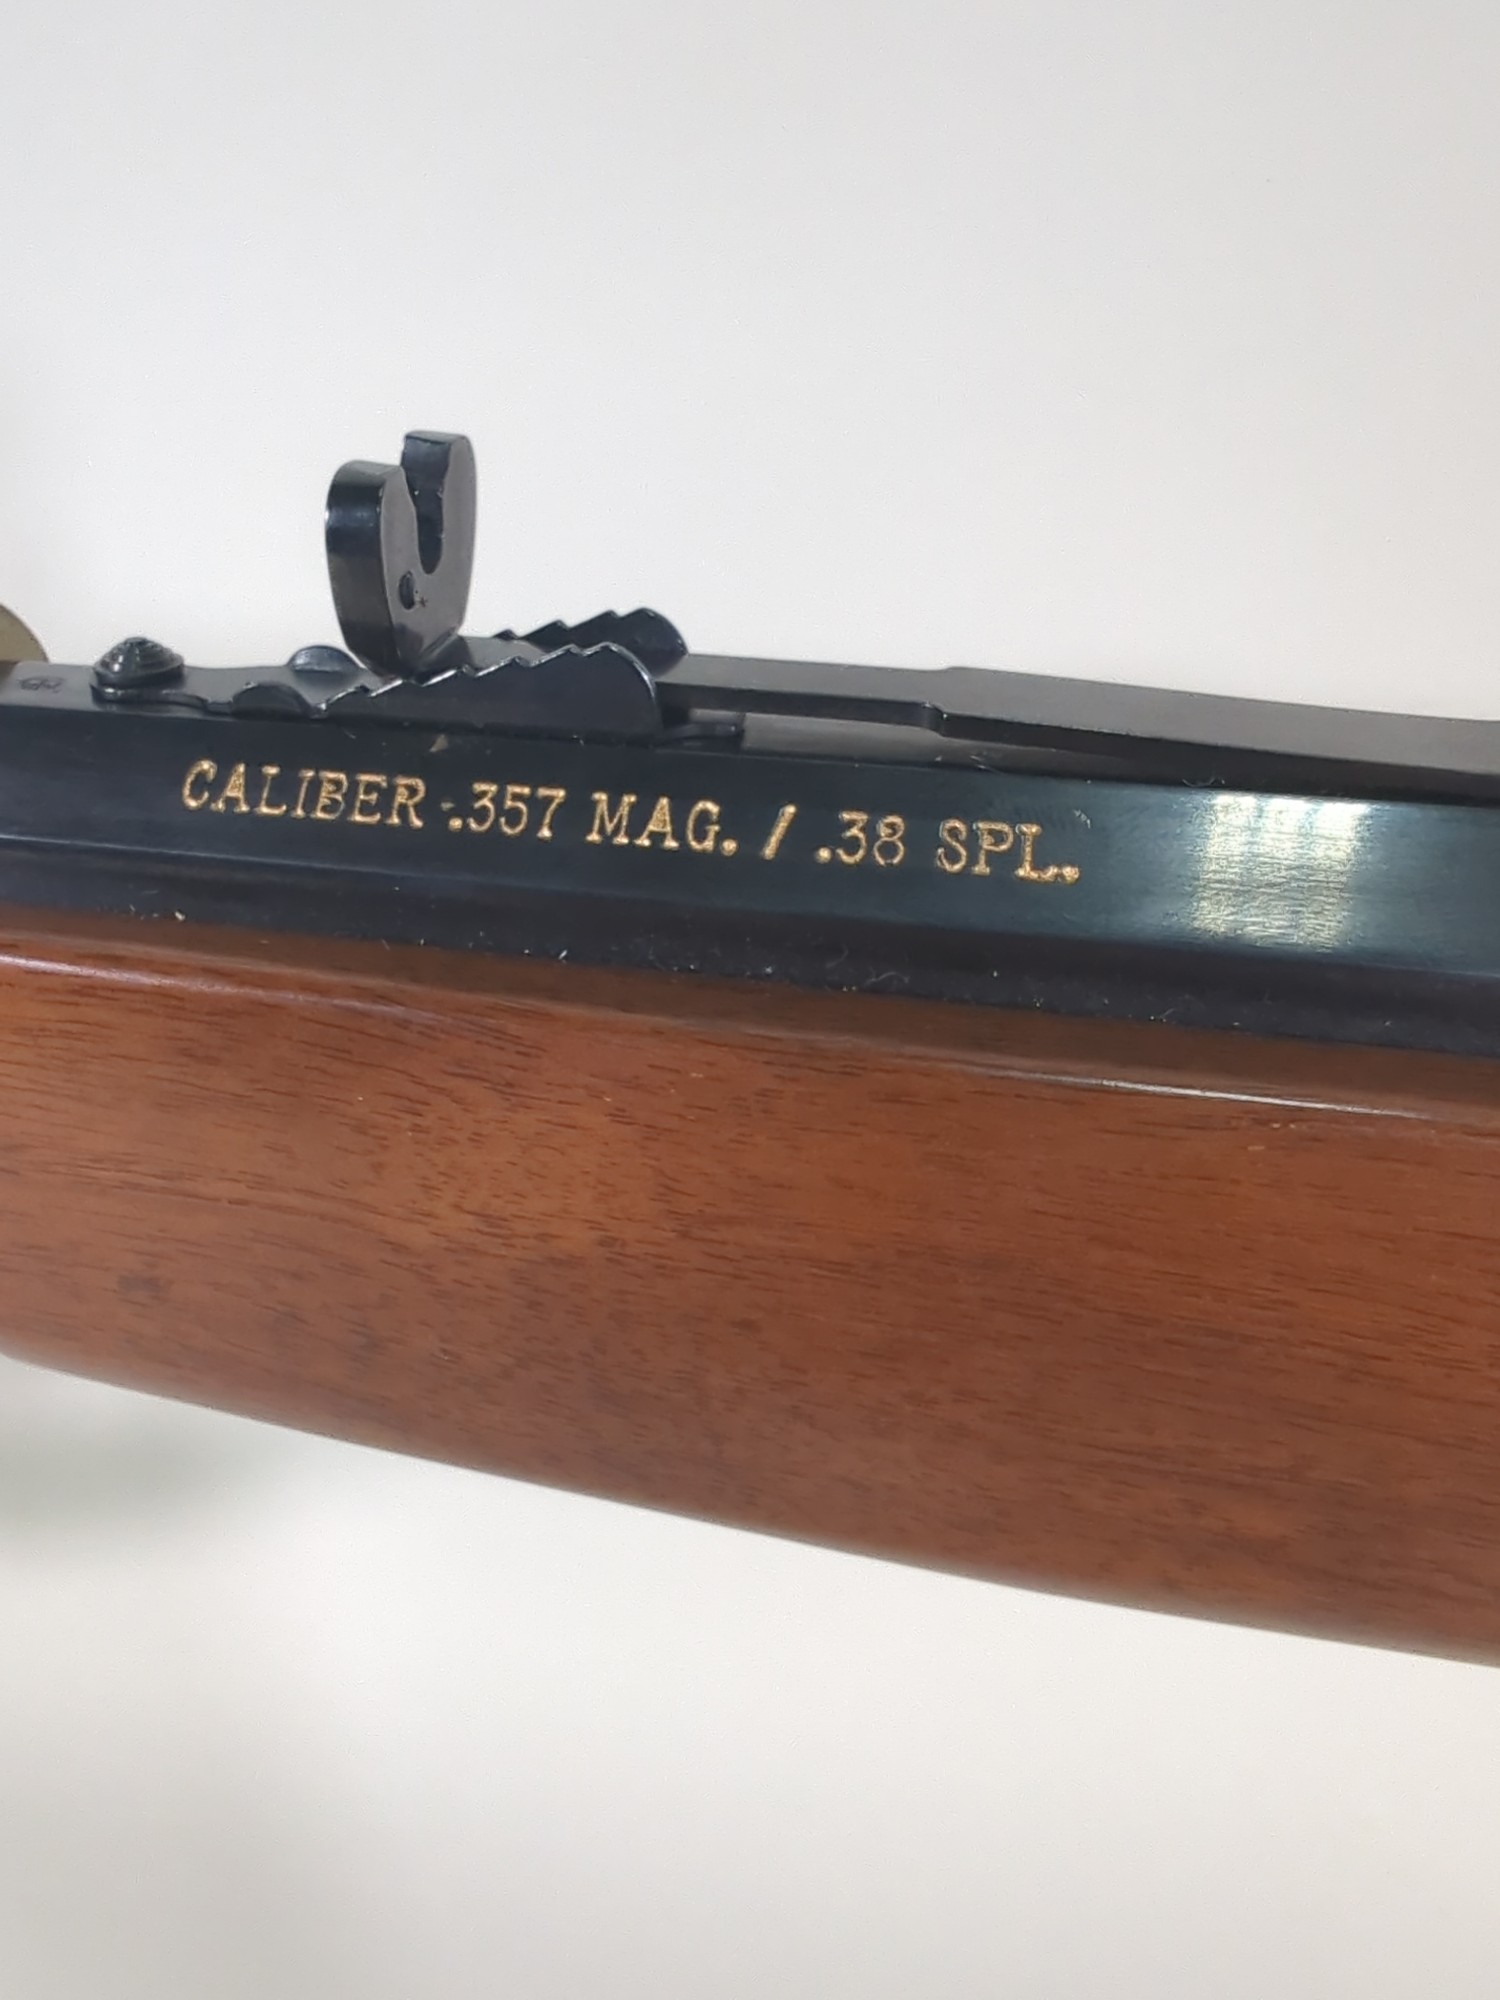 CALIBER .357 MAG. / .38 SPL.